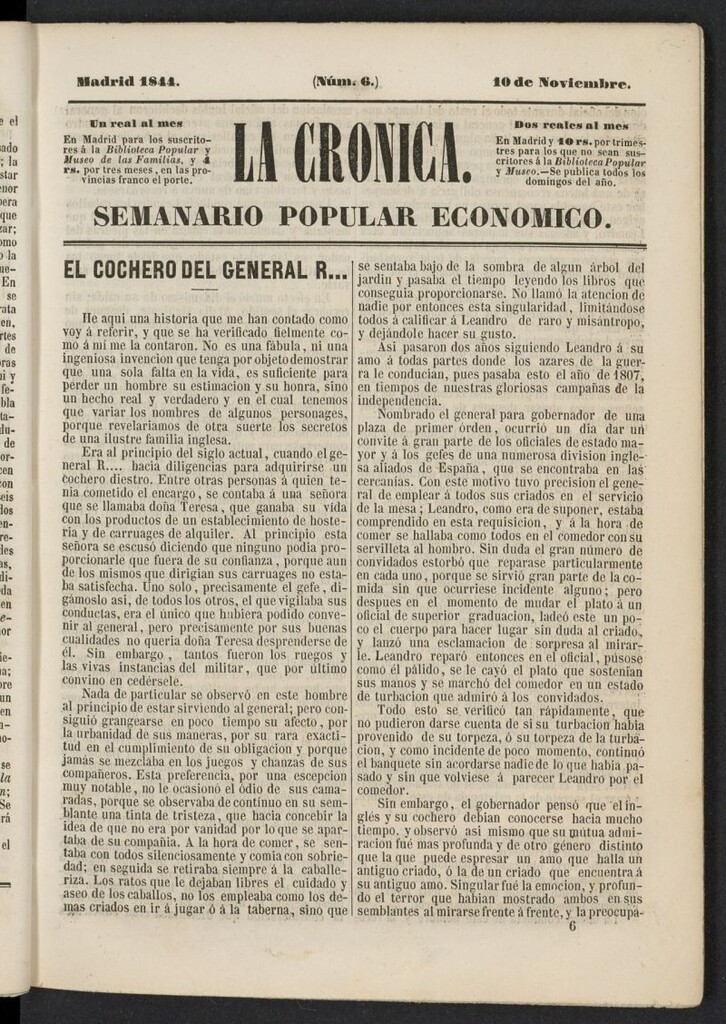 Madrid 1844. (Núm. 6.) 10 de Noviembre.
Un real al mes
En Madrid para los suscrito-
res á la Biblioteca Popular y
Museo de las Familias, y 4
rs. por tres meses, en las pro-
vincias franco el porte.
LA CRONICA.
Dos reales al mes
En Madrid y 10 rs. por trimes-
tres para los que no sean sus-
critores á la Biblioteca Popular
y Museo.—Se publica todos los
domingos del año.
SEMANARIO POPULAR ECONOMICO.
EL COCHERO DEL GENERAL R...
He aqui una historia que me han contado como
voy á referir, y que se ha verificado fielmente co-
mo á mí me la contaron. No es una fábula, ni una
ingeniosa invencion que tenga por objeto demostrar
que una sola falta en la vida, es suficiente para
perder un hombre su estimacion y su honra, sino
un hecho real y verdadero y en el cual tenemos
que variar los nombres de algunos personages,
porque revelariamos de otra suerte los secretos
de una ilustre familia inglesa.
Era al principio del siglo actual, cuando el ge-
neral R.... hacia diligencias para adquirirse un
cochero diestro. Entre otras personas á quien te-
nia cometido el encargo, se contaba á una señora
que se llamaba doña Teresa, que ganaba su vida
con los productos de un establecimiento de hoste-
ria y de carruages de alquiler. Al principio esta
señora se escusó diciendo que ninguno podia pro-
porcionarle que fuera de su confianza, porque aun
de los mismos que dirigian sus carruages no esta-
ba satisfecha. Uno solo, precisamente el gefe, di-
gámoslo asi, de todos los otros, el que vigilaba sus
conductas, era el único que hubiera podido conve-
nir al general, pero precisamente por sus buenas
cualidades no queria doña Teresa desprenderse de
él. Sin embargo, tantos fueron los ruegos y
las vivas instancias del militar, que por último
convino en cedérsele.
Nada de particular se observó en este hombre
al principio de estar sirviendo al general; pero con-
siguió grangearse en poco tiempo su afecto, por
la urbanidad de sus maneras, por su rara exacti-
tud en el cumplimiento de su obligacion y porque
jamás se mezclaba en los juegos y chanzas de sus
compañeros. Esta preferencia, por una escepcion
muy notable, no le ocasionó el ódio de sus cama-
radas, porque se observaba de contínuo en su sem-
blante una tinta de tristeza, que hacia concebir la
idea de que no era por vanidad por lo que se apar-
taba de su compañia. A la hora de comer, se sen-
taba con todos silenciosamente y comia con sobrie-
dad; en seguida se retiraba siempre á la caballe-
riza. Los ratos que le dejaban libres el cuidado y
aseo de los caballos, no los empleaba como los de-
mas criados en ir á jugar ó á la taberna, sino que
se sentaba bajo de la sombra de algun árbol del
jardin y pasaba el tiempo leyendo los libros que
conseguia proporcionarse. No llamó la atencion de
nadie por entonces esta singularidad, limitándose
todos á calificar á Leandro de raro y misántropo,
y dejándole hacer su gusto.
Asi pasaron dos años siguiendo Leandro á su
amo á todas partes donde los azares de la guer-
ra le conducian, pues pasaba esto el año de 1807,
en tiempos de nuestras gloriosas campañas de la
independencia.
Nombrado el general para gobernador de una
plaza de primer órden, ocurrió un dia dar un
convite á gran parte de los oficiales de estado ma-
yor y á los gefes de una numerosa division ingle-
sa aliados de España, que se encontraba en las
cercanías. Con este motivo tuvo precision el gene-
ral de emplear á todos sus criados en el servicio
de la mesa; Leandro, como era de suponer, estaba
comprendido en esta requisicion, y á la hora de
comer se hallaba como todos en el comedor con su
servilleta al hombro. Sin duda el gran número de
convidados estorbó que reparase particularmente
en cada uno, porque se sirvió gran parte de la co-
mida sin que ocurriese incidente alguno; pero
despues en el momento de mudar el plato á un
oficial de superior graduacion, ladeó este un po-
co el cuerpo para hacer lugar sin duda al criado,
y lanzó una esclamacion de sorpresa al mirar-
le. Leandro reparó entonces en el oficial, púsose
como él pálido, se le cayó el plato que sostenian
sus manos y se marchó del comedor en un estado
de turbacion que admiró á los convidados.
Todo esto se verificó tan rápidamente, que
no pudieron darse cuenta de si su turbacion habia
provenido de su torpeza, ó su torpeza de la turba-
cion, y como incidente de poco momento, continuó
el banquete sin acordarse nadie de lo que habia pa-
sado y sin que volviese á parecer Leandro por el
comedor.
Sin embargo, el gobernador pensó que el in-
glés y su cochero debian conocerse hacia mucho
tiempo, y observó asi mismo que su mútua admi-
racion fué mas profunda y de otro género distinto
que la que puede espresar un amo que halla un
antiguo criado, ó la de un criado que encuentra á
su antiguo amo. Singular fué la emocion, y profun-
do el terror que habian mostrado ambos en sus
semblantes al mirarse frente á frente, y la preocupa-
6